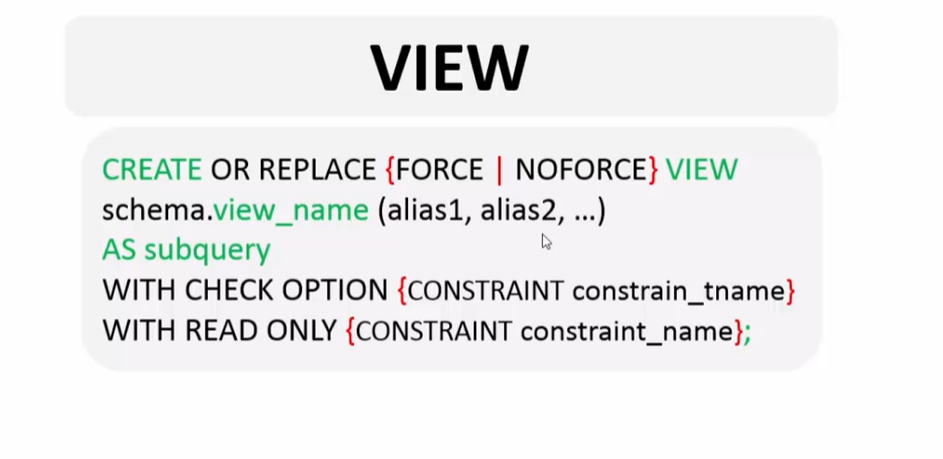 VIEW
CREATE OR REPLACE {FORCE | NOFORCE} VIEW
schema.view_name (alias1, alias2, ...)
AS subquery
WITH CHECK OPTION {CONSTRAINT constrain_tname}
WITH READ ONLY {CONSTRAINT constraint_name};